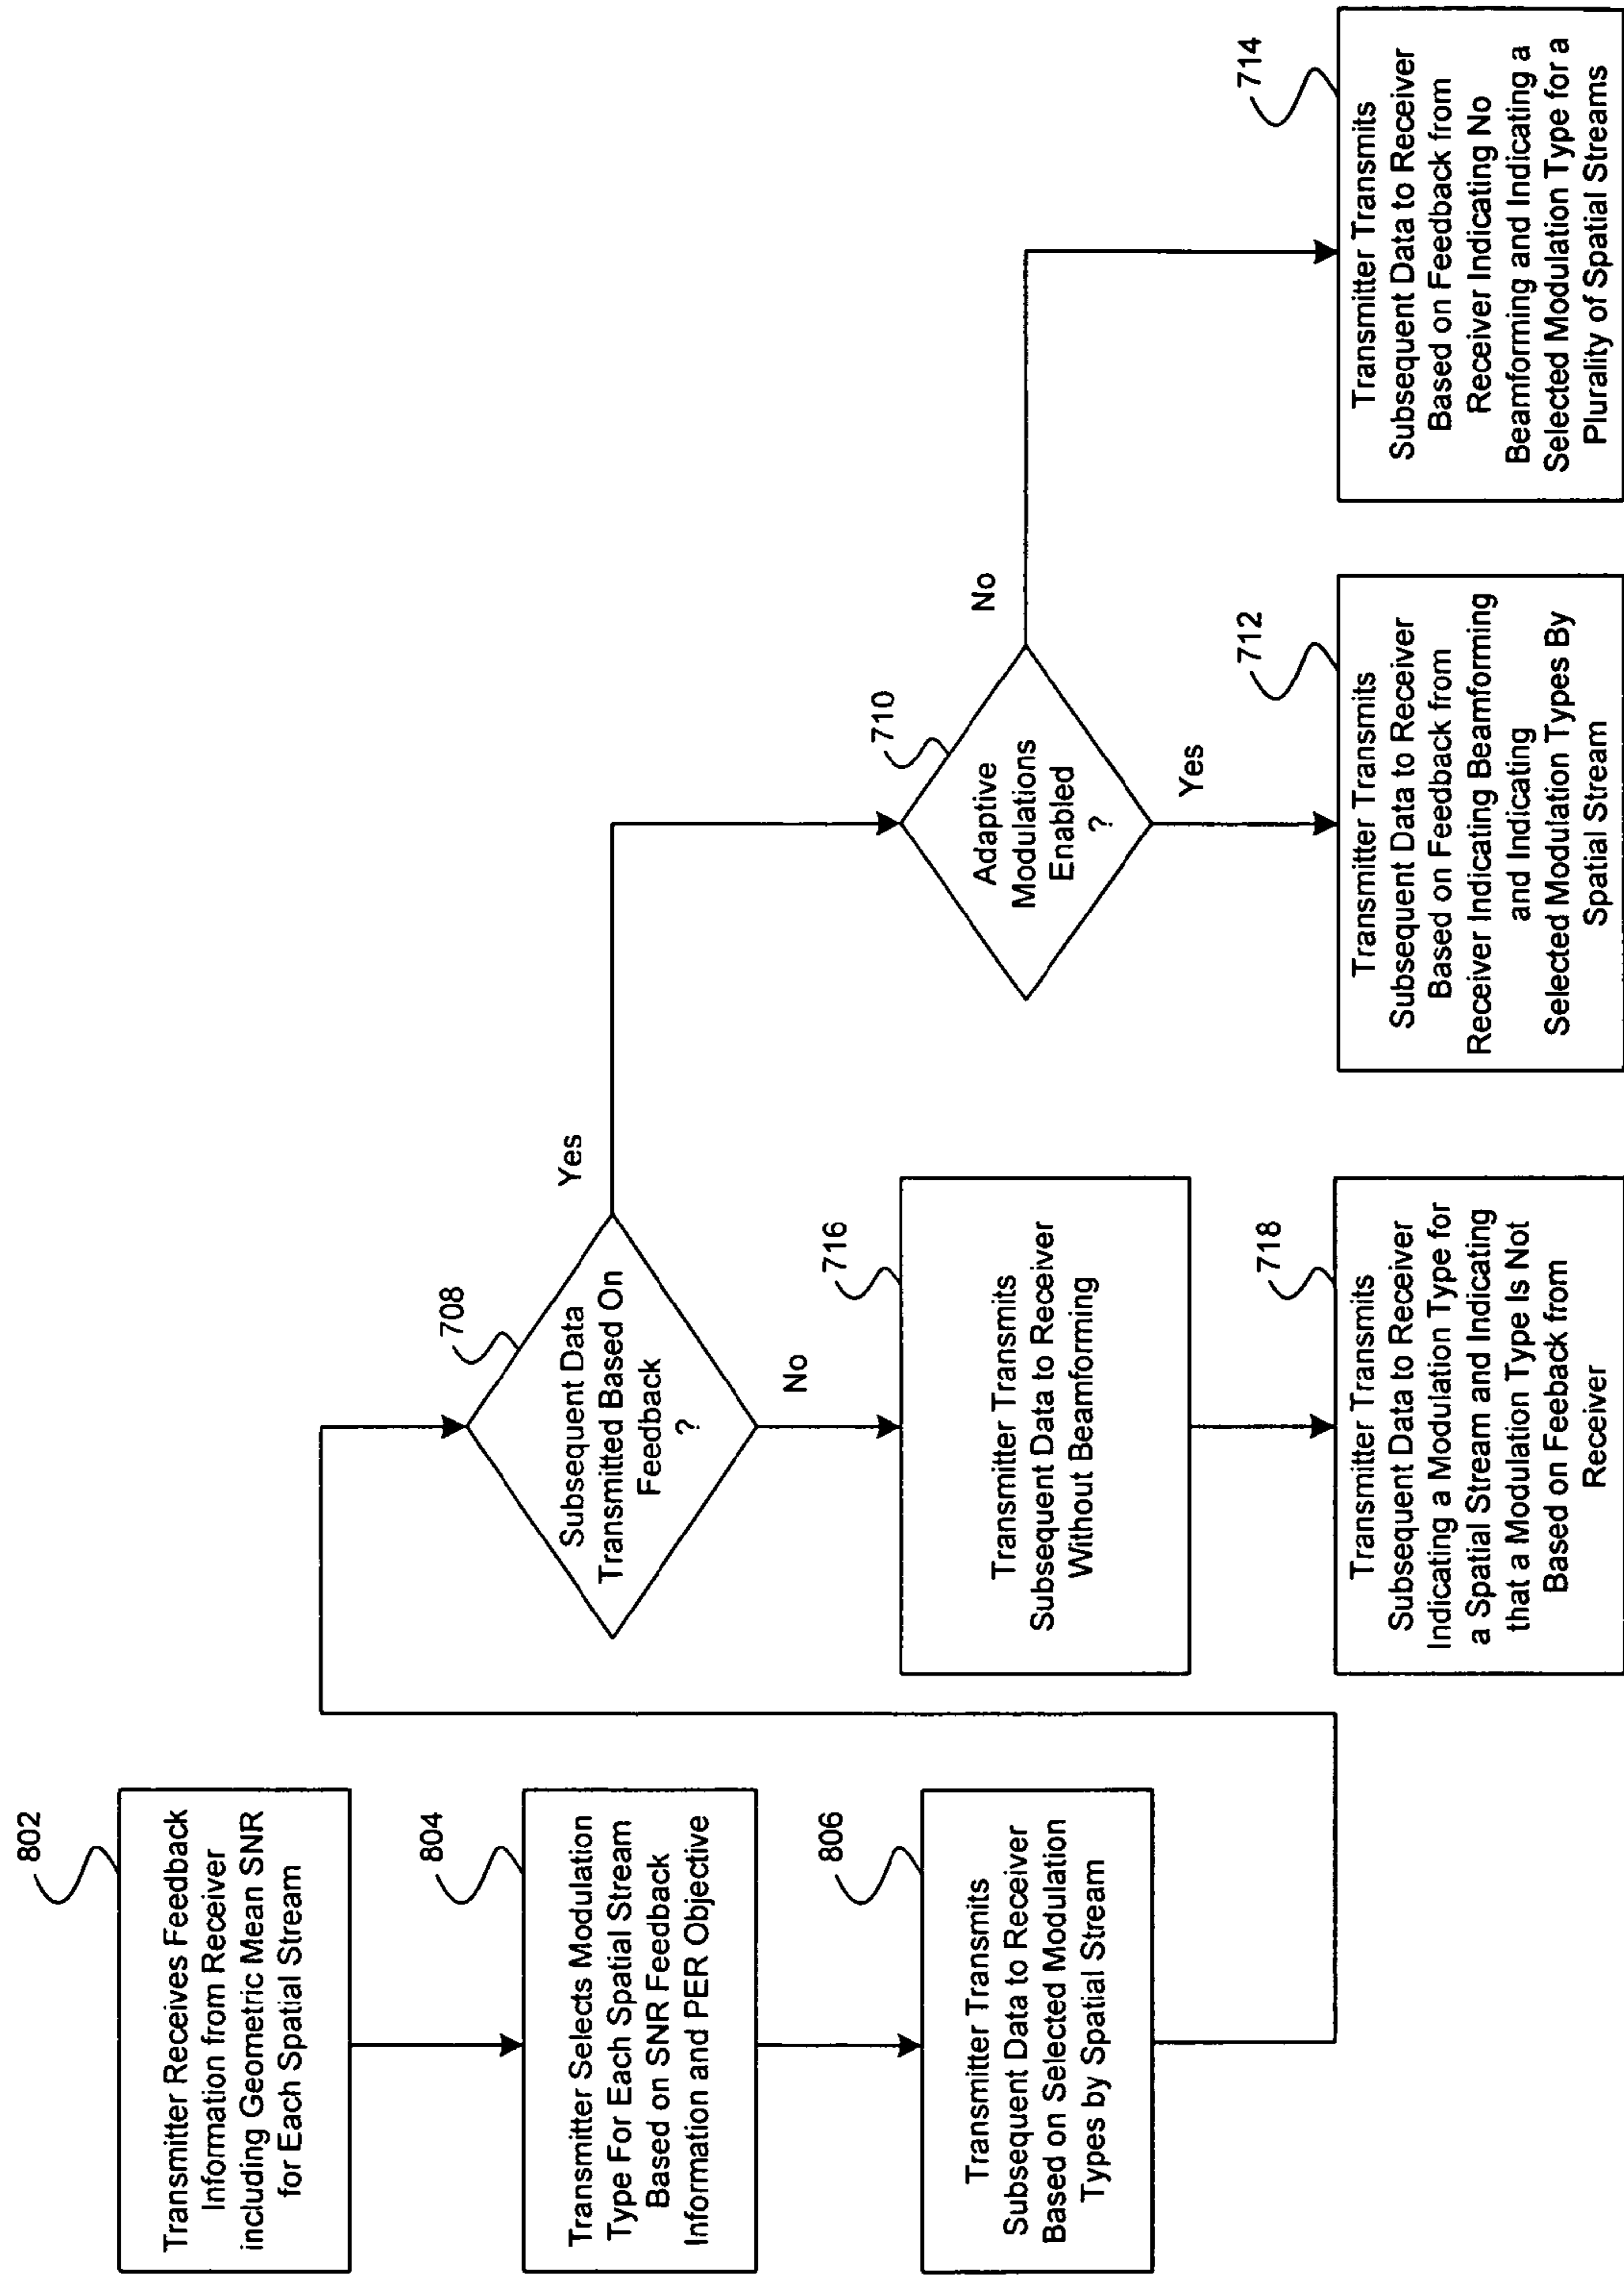 802
Transmitter Receives Feedback
Information from Receiver
including Geometric Mean SNR
for Each Spatial Stream
804
Transmitter Selects Modulation
Type For Each Spatial Stream
Based on SNR Feedback
Information and PER Objective
806
Transmitter Transmits
Subsequent Data to Receiver
Based on Selected Modulation
Types by Spatial Stream
708
Subsequent Data
Transmitted Based On
Feedback
?
Yes
No
716
Transmitter Transmits
Subsequent Data to Receiver
Without Beamforming
718
Transmitter Transmits
Subsequent Data to Receiver
Indicating a Modulation Type for
a Spatial Stream and Indicating
that a Modulation Type Is Not
Based on Feeback from
Receiver
710
Adaptive
Modulations
Enabled
?
No
Yes
712
Transmitter Transmits
Subsequent Data to Receiver
Based on Feedback from
Receiver Indicating Beamforming
and Indicating
Selected Modulation Types By
Spatial Stream
714
Transmitter Transmits
Subsequent Data to Receiver
Based on Feedback from
Receiver Indicating No
Beamforming and Indicating a
Selected Modulation Type for a
Plurality of Spatial Streams